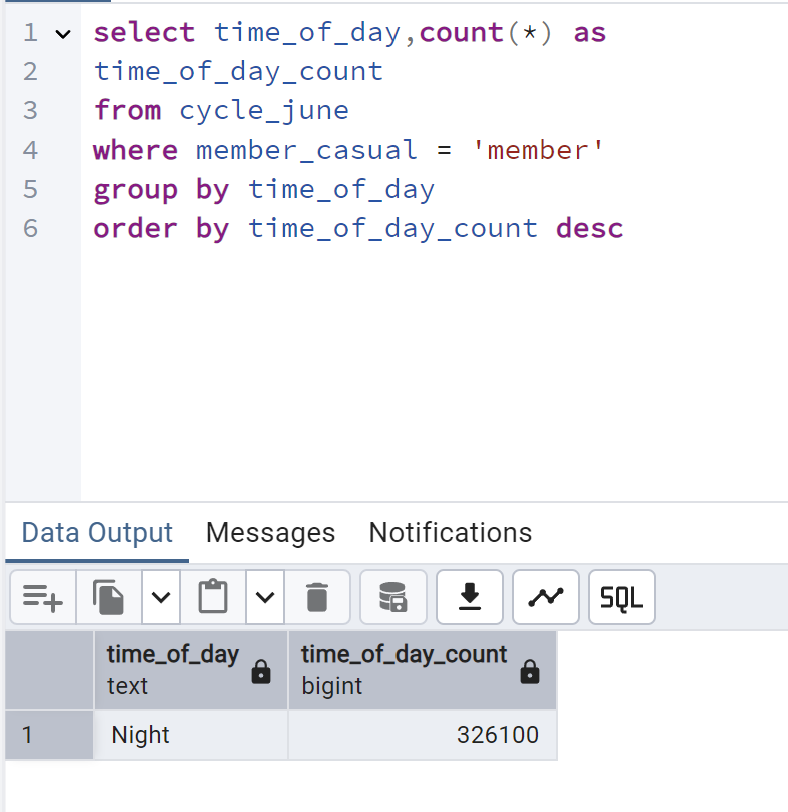 1 select time_of_day,count(*) as
2 time_of_day_count
3 from cycle_june
4 where member_casual = 'member'
5 group by time_of_day
6 order by time_of_day_count desc
Data Output Messages Notifications
SQL
time_of_day time_of_day_count
text bigint
1 Night 326100